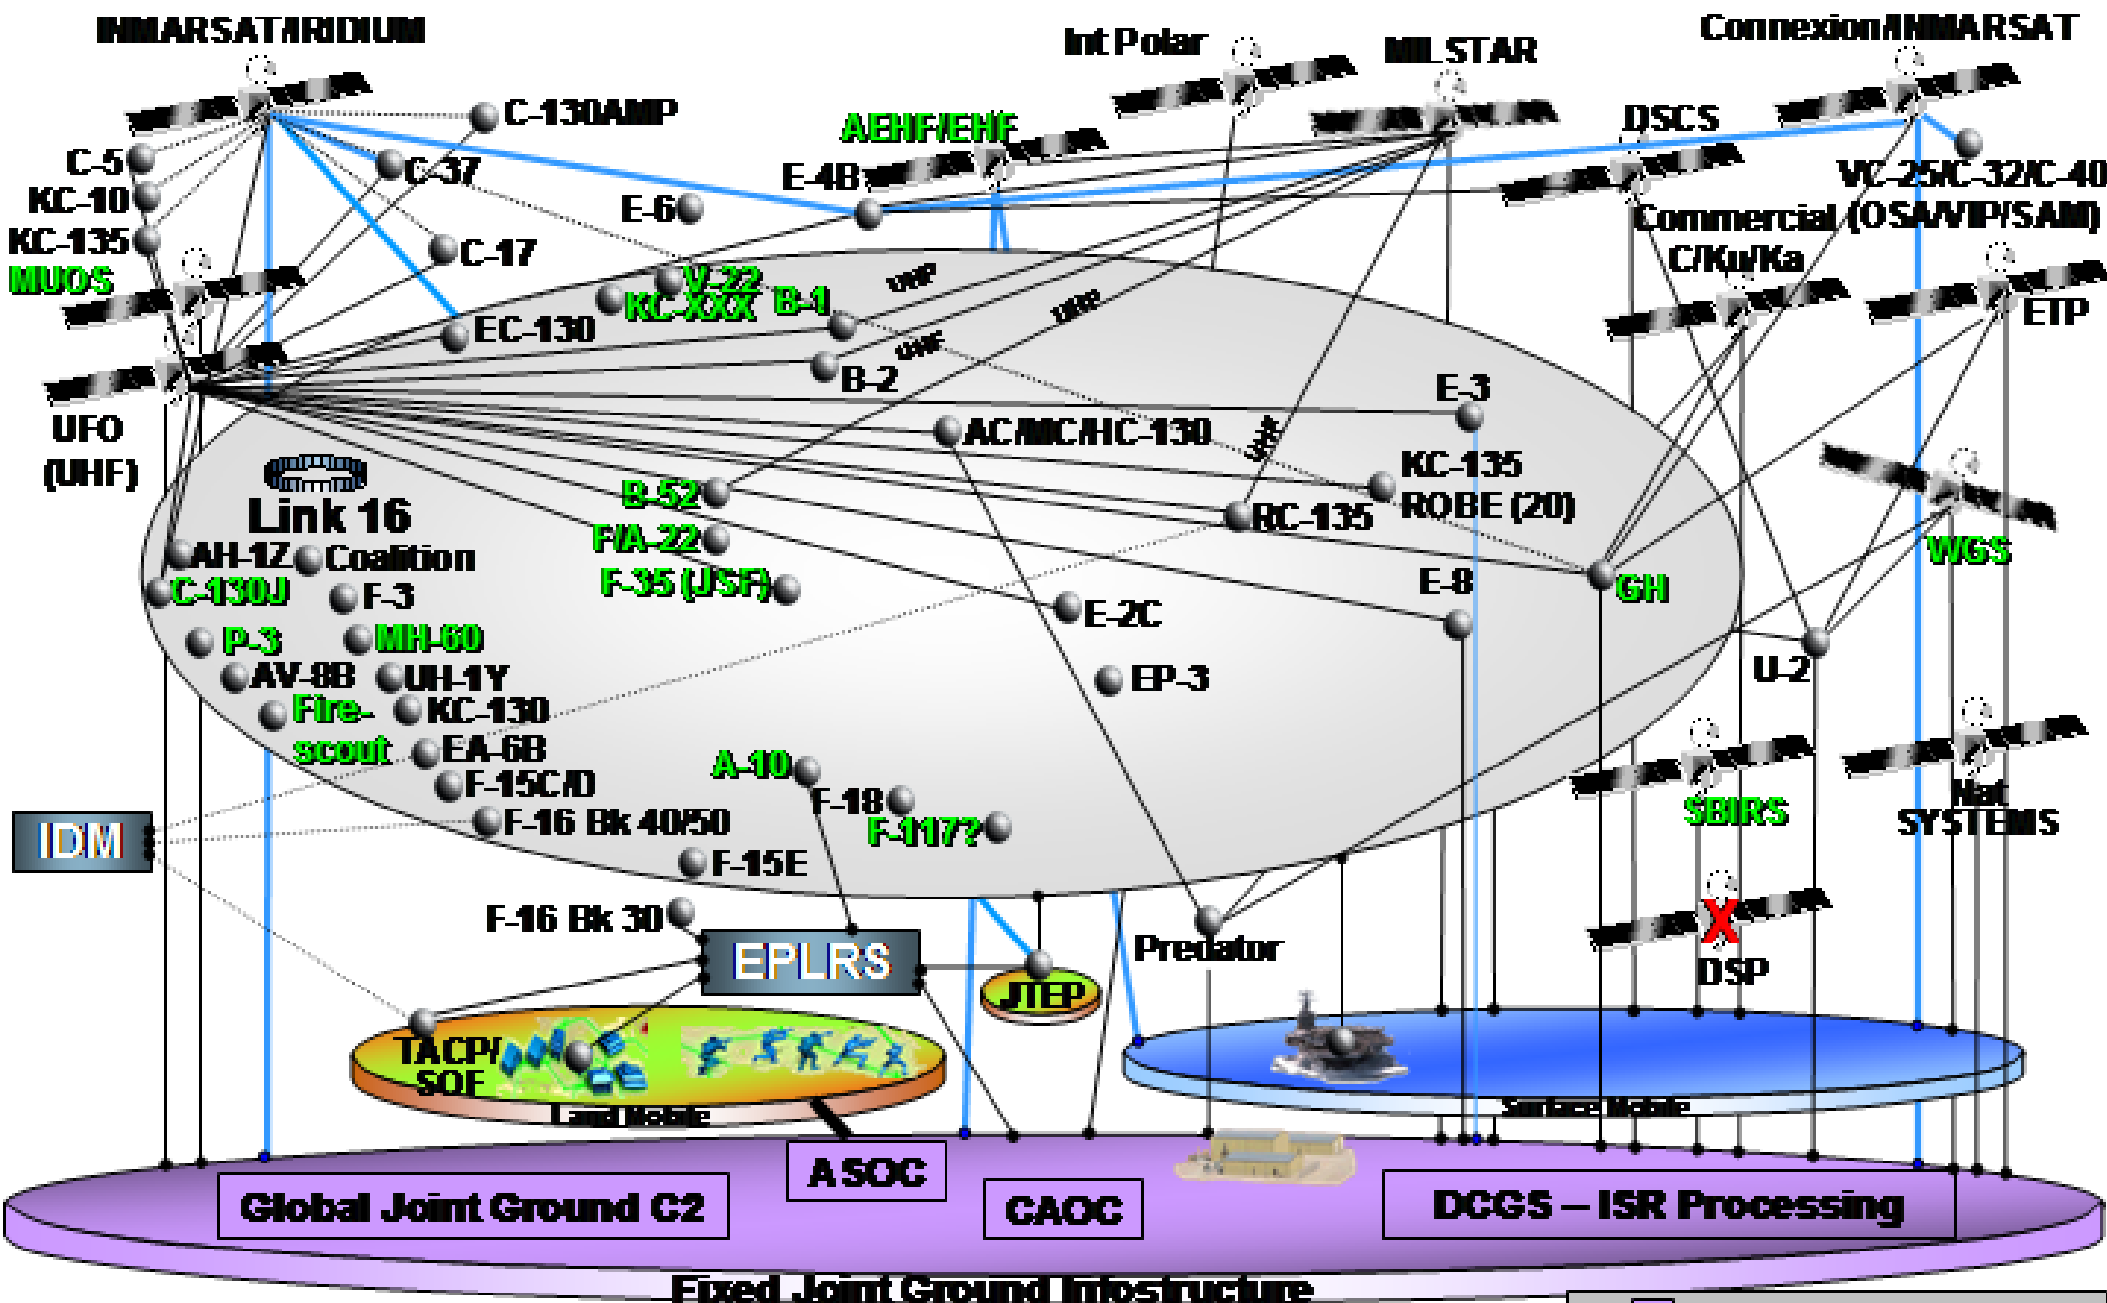 INMARSAT/IRIDIUM
Int Polar
MILSTAR
Connexion/INMARSAT
C-130AMP
AEHF/EHF
DSCS
C-5
C-37
E-4B
VC-25/C-32/C-40
KC-10
E-6
Commercial
(OSA/VIP/SAM)
KC-135
C-17
C/Ku/Ka
MUOS
V-22
UHF
KC-XXX
B-1
UHF
ETP
EC-130
UHF
B-2
E-3
UFO
(UHF)
AC/MC/HC-130
UHF
KC-135
ROBE (20)
Link 16
B-52
RC-135
F/A-22
WGS
AH-1Z
Coalition
F-35 (JSF)
E-8
GH
C-130J
F-3
E-2C
P-3
MH-60
U-2
AV-8B
UH-1Y
EP-3
Fire-
scout
KC-130
EA-6B
A-10
F-15C/D
F-18
Nat
SYSTEMS
SBIRS
IDM
F-16 Bk 40/50
F-117?
F-15E
F-16 Bk 30
X
EPLRS
Predator
DSP
JTEP
TACP/
SOF
Land Mobile
Surface Mobile
ASOC
Global Joint Ground C2
CAOC
DCGS – ISR Processing
Fixed Joint Ground Infostructure